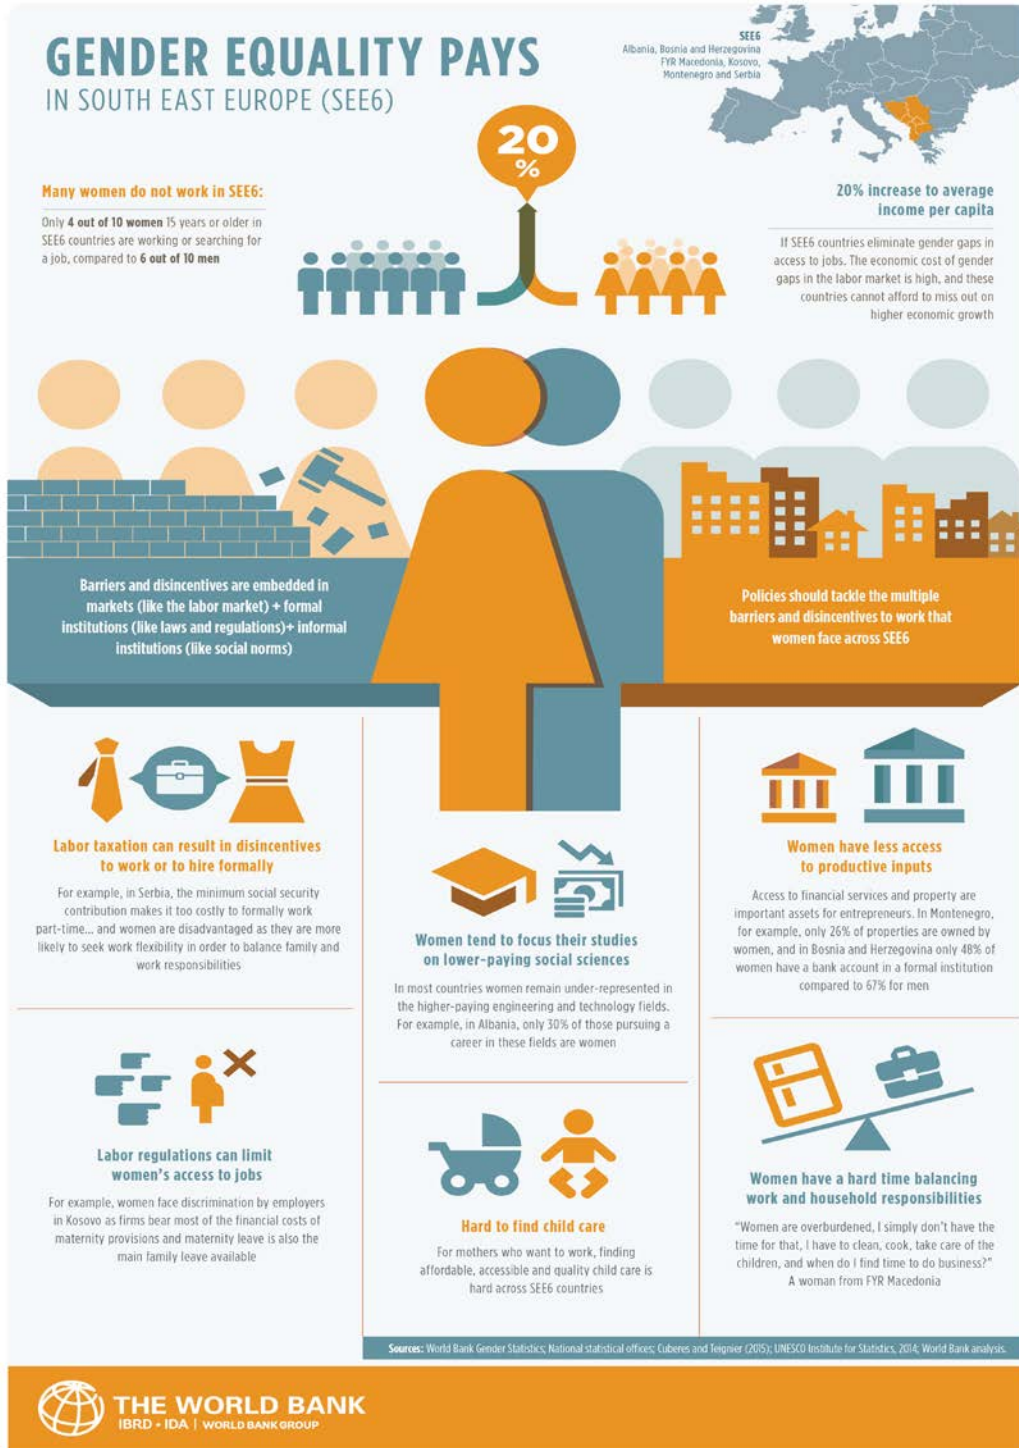 GENDER EQUALITY PAYS
IN SOUTH EAST EUROPE (SEE6)
SEE6
Albania, Bosnia and Herzegovina
FYR Macedonia, Kosovo,
Montenegro and Serbia
20
%
Many women do not work in SEE6:
Only 4 out of 10 women 15 years or older in
SEE6 countries are working or searching for
a job, compared to 6 out of 10 men
20% increase to average
income per capita
If SEE6 countries eliminate gender gaps in
access to jobs. The economic cost of gender
gaps in the labor market is high, and these
countries cannot afford to miss out on
higher economic growth
Barriers and disincentives are embedded in
markets (like the labor market) + formal
institutions (like laws and regulations)+ informal
institutions (like social norms)
Policies should tackle the multiple
barriers and disincentives to work that
women face across SEE6
Labor taxation can result in disincentives
to work or to hire formally
For example, in Serbia, the minimum social security
contribution makes it too costly to formally work
part-time... and women are disadvantaged as they are more
likely to seek work flexibility in order to balance family and
work responsibilities
Labor regulations can limit
women's access to jobs
For example, women face discrimination by employers
in Kosovo as firms bear most of the financial costs of
maternity provisions and maternity leave is also the
main family leave available
Women tend to focus their studies
on lower-paying social sciences
In most countries women remain under-represented in
the higher-paying engineering and technology fields.
For example, in Albania, only 30% of those pursuing a
career in these fields are women
Hard to find child care
For mothers who want to work, finding
affordable, accessible and quality child care is
hard across SEE6 countries
Women have less access
to productive inputs
Access to financial services and property are
important assets for entrepreneurs. In Montenegro,
for example, only 26% of properties are owned by
women, and in Bosnia and Herzegovina only 48% of
women have a bank account in a formal institution
compared to 67% for men
Women have a hard time balancing
work and household responsibilities
"Women are overburdened, I simply don't have the
time for that, I have to clean, cook, take care of the
children, and when do I find time to do business?"
A woman from FYR Macedonia
Sources: World Bank Gender Statistics; National statistical offices; Cuberes and Teignier (2015); UNESCO Institute for Statistics, 2014; World Bank analysis.
THE WORLD BANK
IBRD • IDA | WORLD BANK GROUP